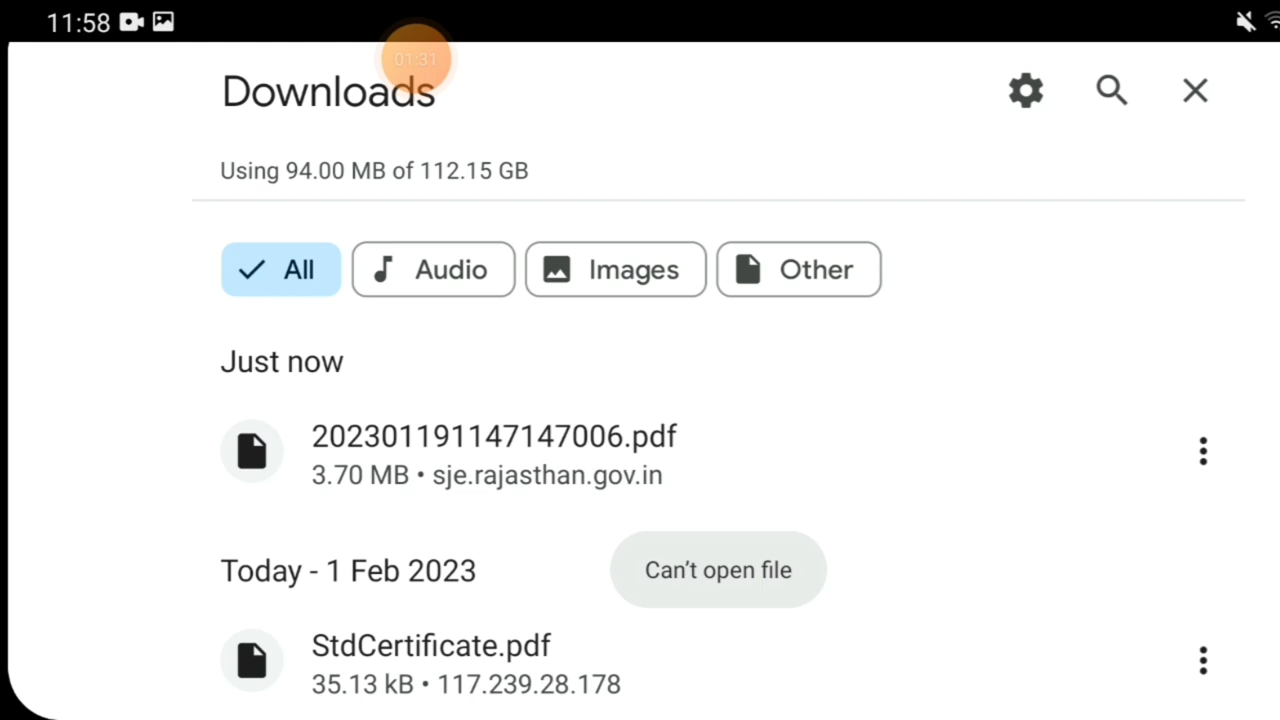 11:58
01:31
Downloads
Using 94.00 MB of 112.15 GB
All Audio Images Other
Just now
202301191147147006.pdf
3.70 MB • sje.rajasthan.gov.in
Today - 1 Feb 2023
Can't open file
StdCertificate.pdf
35.13 kB • 117.239.28.178